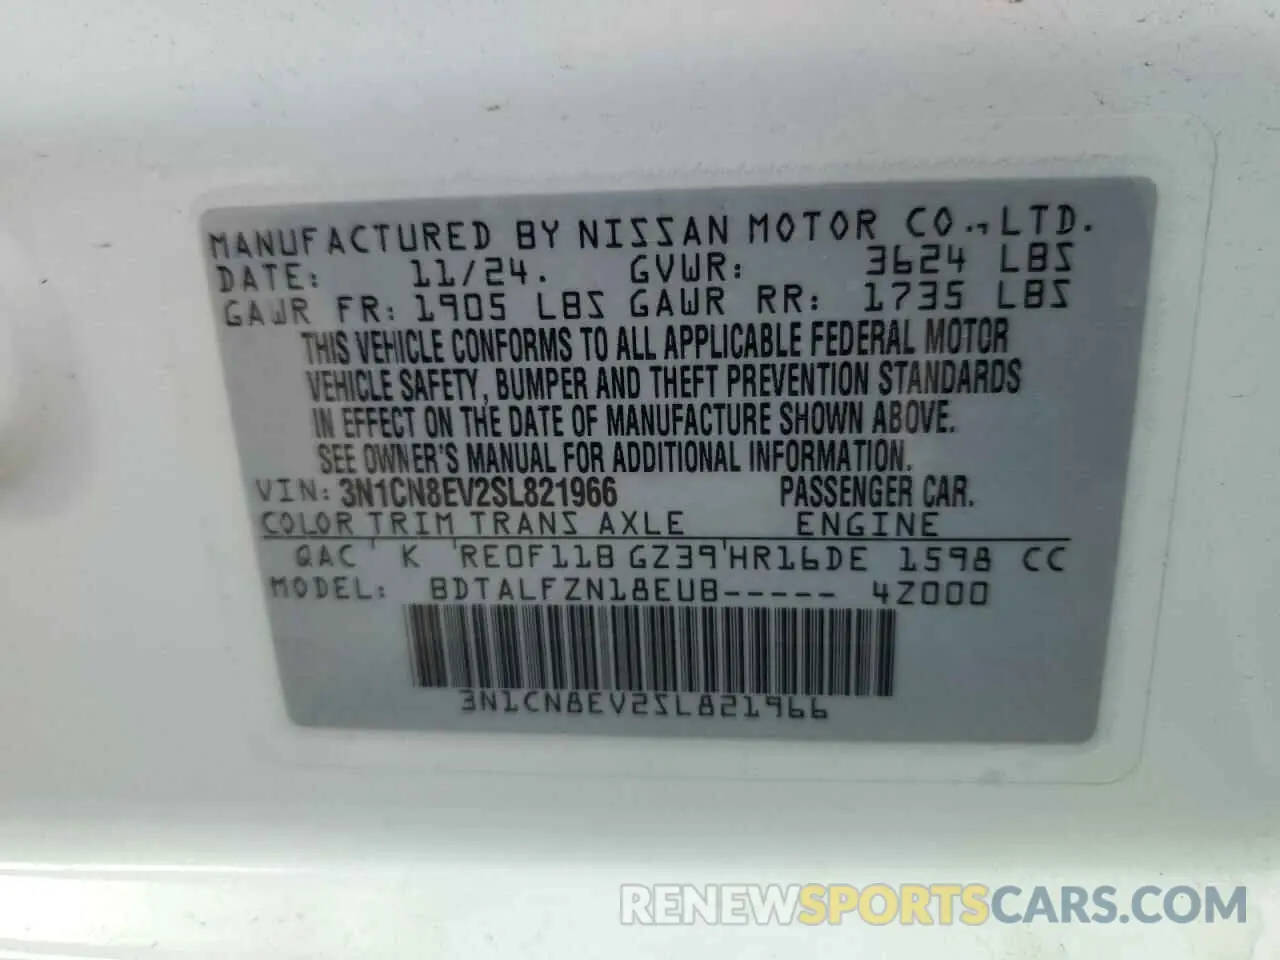 MANUFACTURED BY NISSAN MOTOR CO., LTD.
DATE: 11/24. GVWR: 3624 LBS
GAWR FR: 1905 LBS GAWR RR: 1735 LBS
THIS VEHICLE CONFORMS TO ALL APPLICABLE FEDERAL MOTOR
VEHICLE SAFETY, BUMPER AND THEFT PREVENTION STANDARDS
IN EFFECT ON THE DATE OF MANUFACTURE SHOWN ABOVE.
SEE OWNER'S MANUAL FOR ADDITIONAL INFORMATION.
VIN: 3N1CN8EV2SL821966 PASSENGER CAR.
COLOR TRIM TRANS AXLE ENGINE
QAC K RE0F11B GZ39 HR16DE 1598 CC
MODEL: BDTALFZN18EUB----- 4Z000
3N1CN8EV2SL821966
RENEWSPORTSCARS.COM